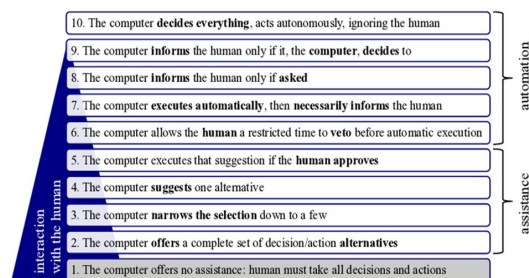 10. The computer decides everything, acts autonomously, ignoring the human
9. The computer informs the human only if it, the computer, decides to
8. The computer informs the human only if asked
7. The computer executes automatically, then necessarily informs the human
6. The computer allows the human a restricted time to veto before automatic execution
5. The computer executes that suggestion if the human approves
4. The computer suggests one alternative
3. The computer narrows the selection down to a few
2. The computer offers a complete set of decision/action alternatives
1. The computer offers no assistance: human must take all decisions and actions
interaction
with the human
automation
assistance